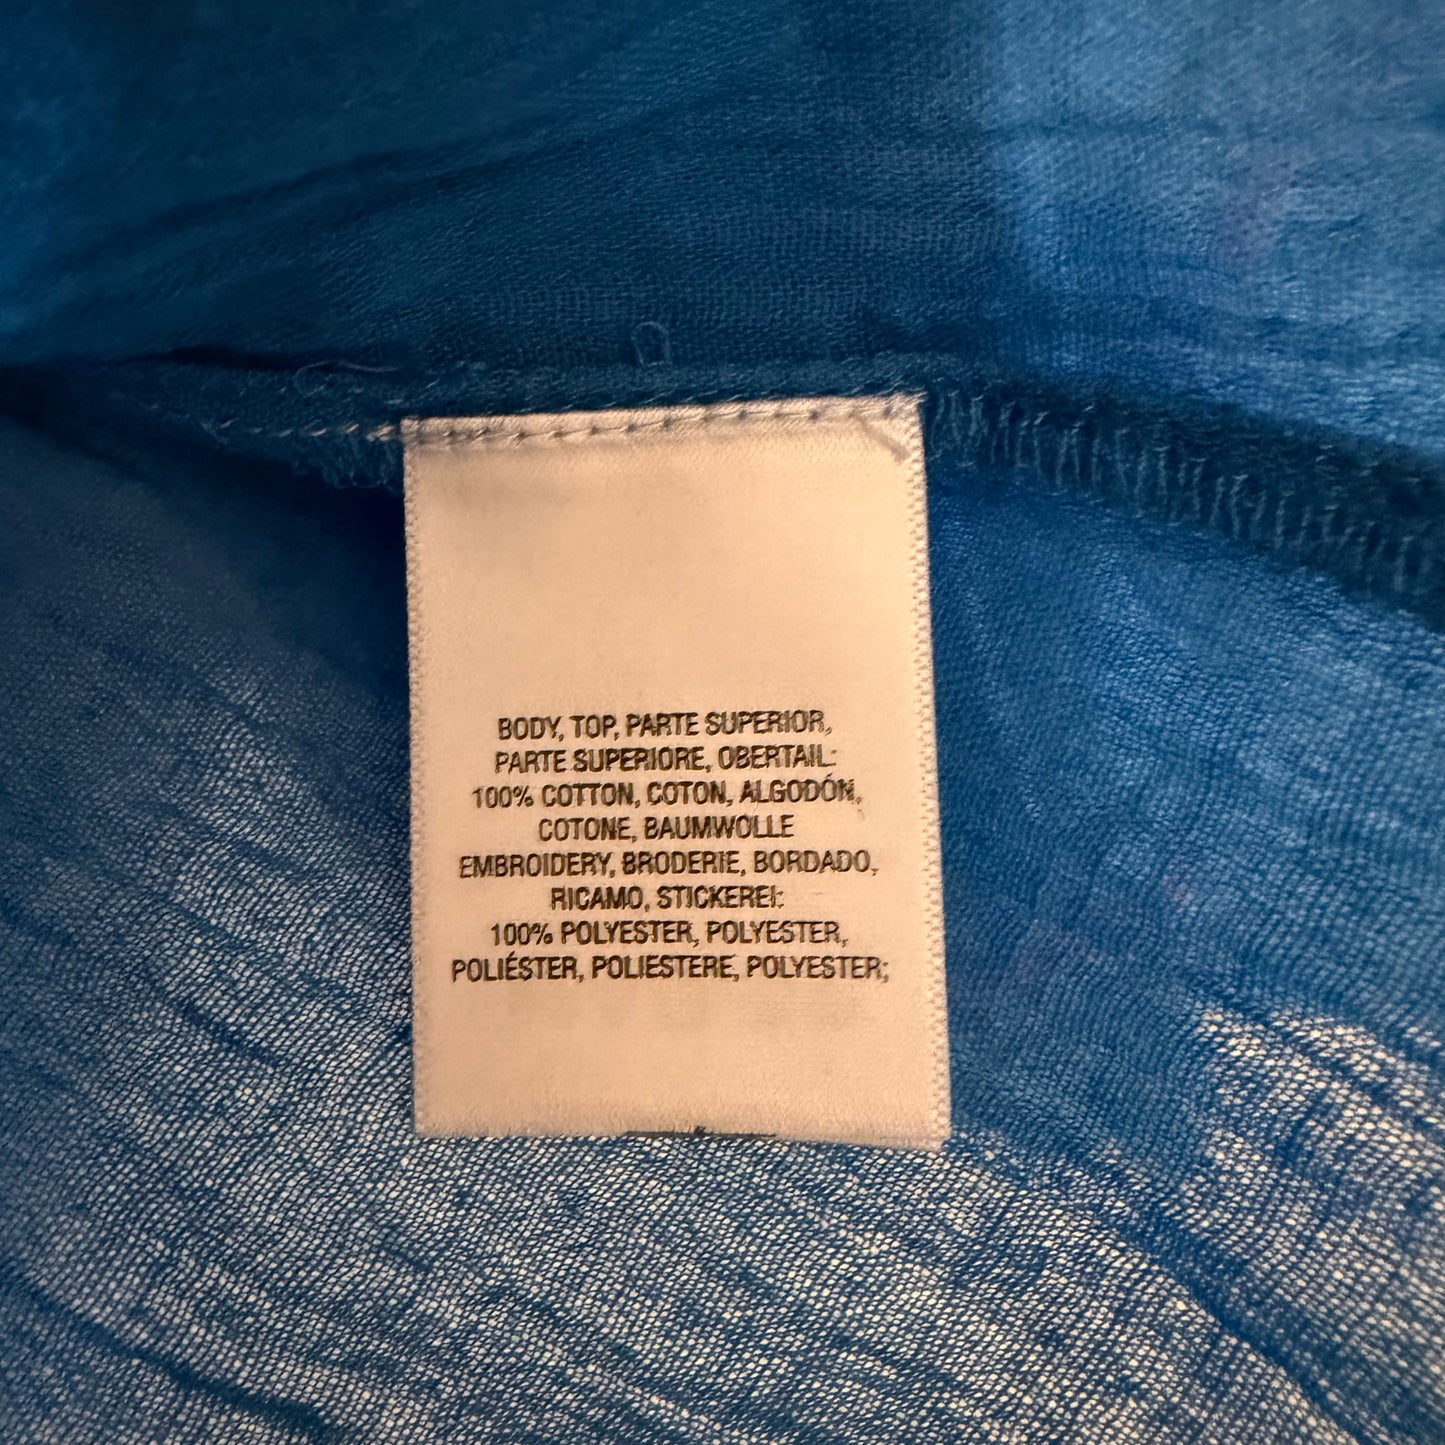 BODY, TOP, PARTE SUPERIOR,
PARTE SUPERIORE, OBERTAIL:
100% COTTON, COTON, ALGODÓN,
COTONE, BAUMWOLLE
EMBROIDERY, BRODERIE, BORDADO,
RICAMO, STICKEREI:
100% POLYESTER, POLYESTER,
POLIÉSTER, POLIESTERE, POLYESTER;